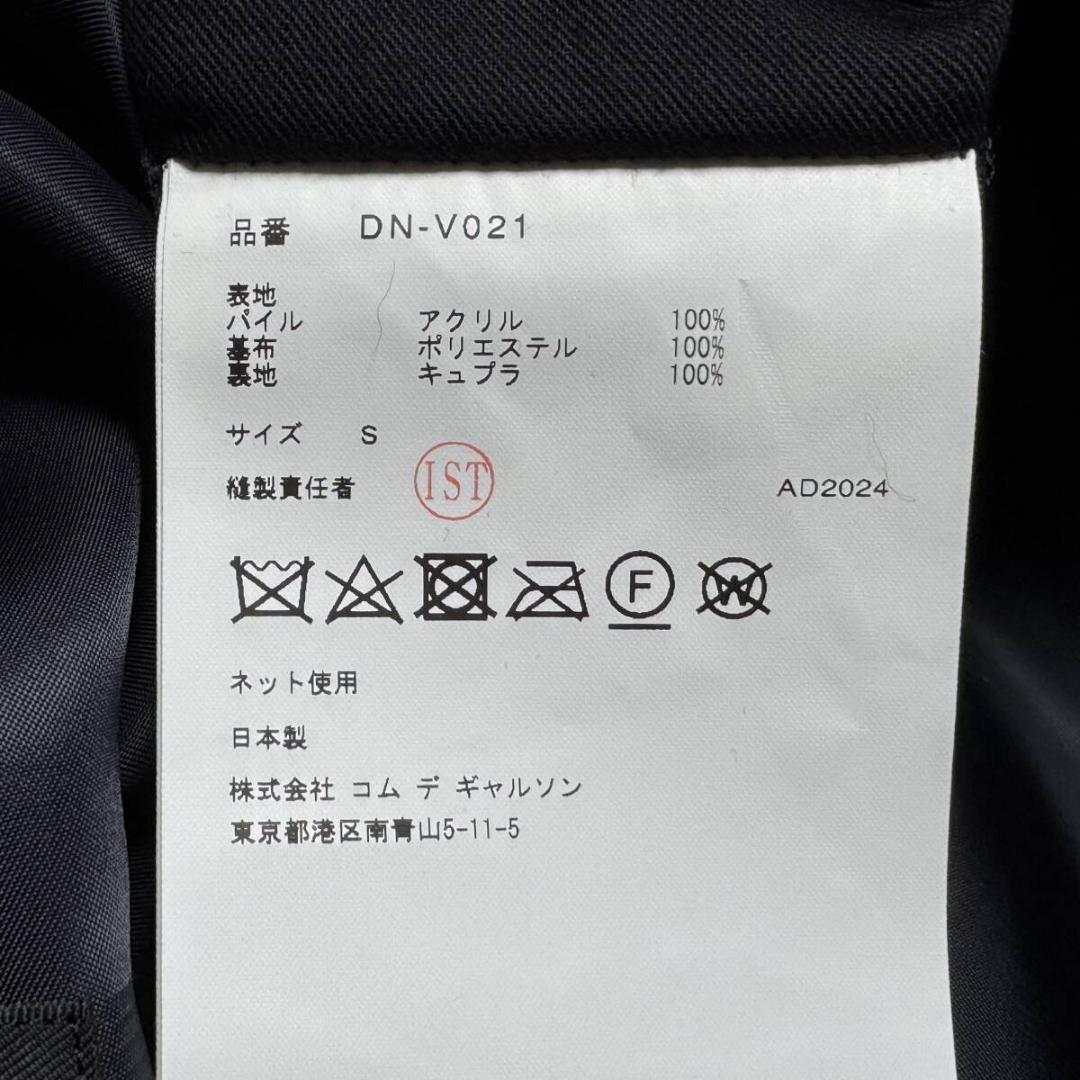 品番 DN-V021
表地
パイル アクリル 100%
基布 ポリエステル 100%
裏地 キュプラ 100%
サイズ S
縫製責任者 IST AD2024
F W
ネット使用
日本製
株式会社 コム デ ギャルソン
東京都港区南青山5-11-5